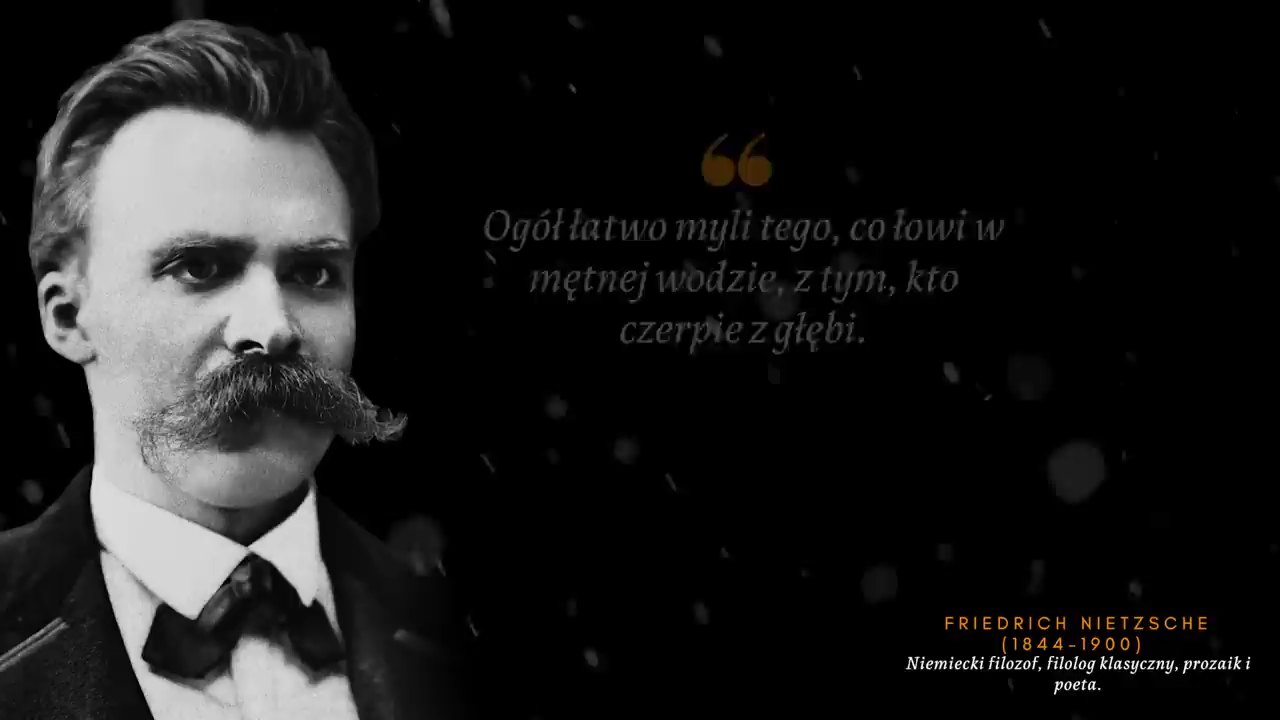 ❝
Ogół łatwo myli tego, co łowi w
mętnej wodzie, z tym, kto
czerpie z głębi.
FRIEDRICH NIETZSCHE
(1844-1900)
Niemiecki filozof, filolog klasyczny, prozaik i
poeta.